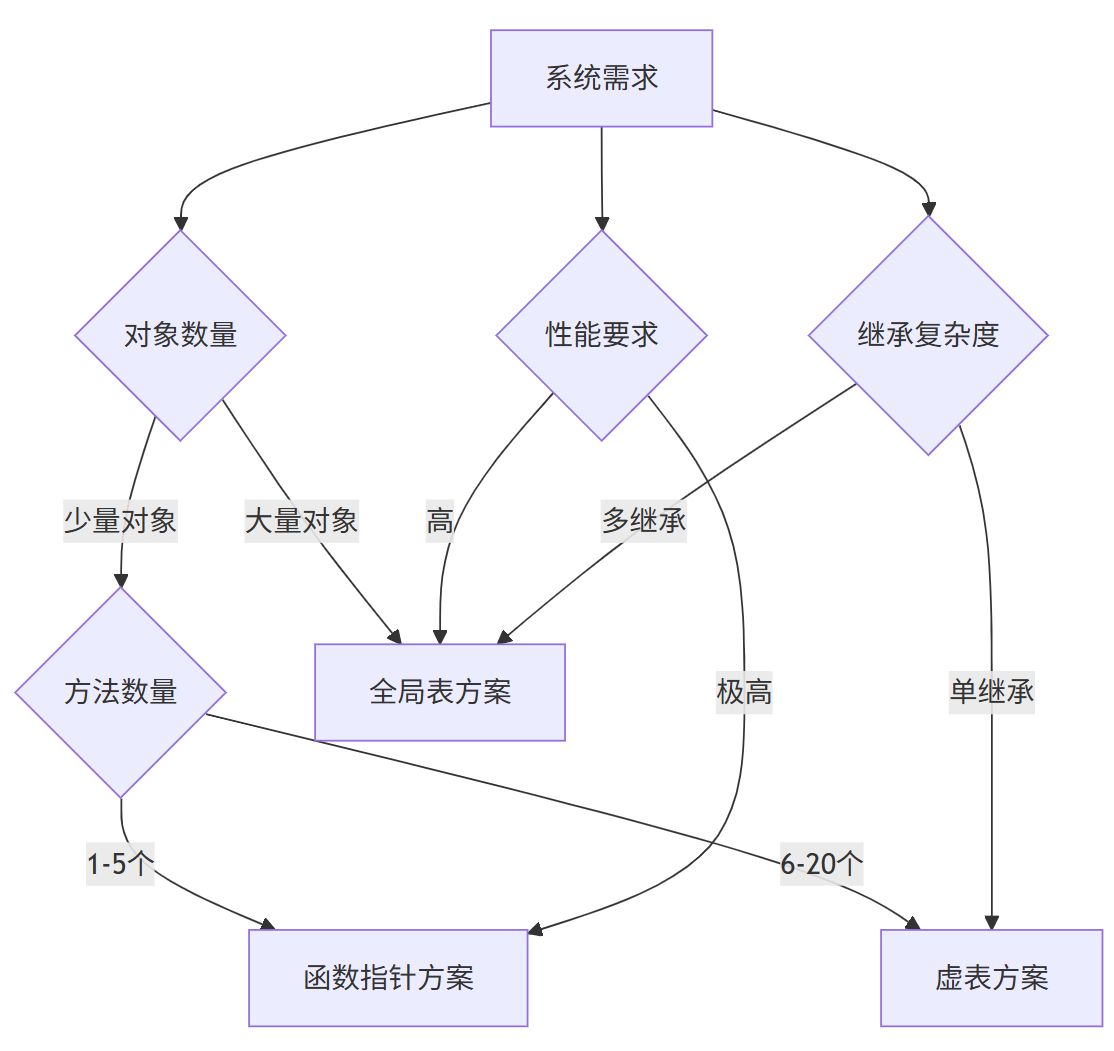 系统需求
对象数量
性能要求
继承复杂度
少量对象
大量对象
高
多继承
方法数量
全局表方案
极高
单继承
1-5个
6-20个
函数指针方案
虚表方案